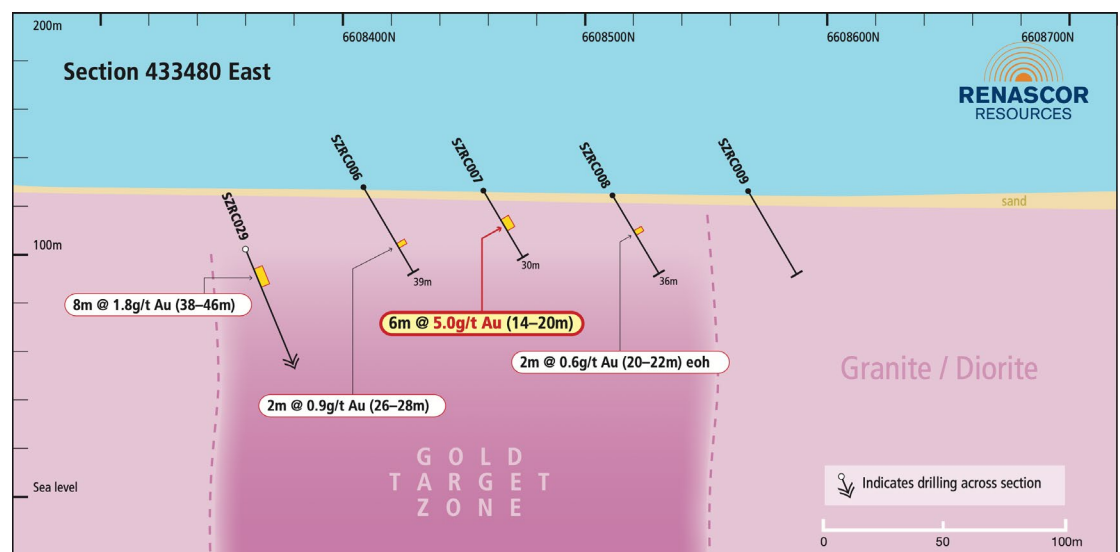 200m
6608400N
6608500N
6608600N
6608700N
Section 433480 East
RENASCOR
RESOURCES
SZRC006
SZRC007
SZRC008
SZRC009
SZRC029
sand
100m
39m
30m
36m
8m @ 1.8g/t Au (38–46m)
6m @ 5.0g/t Au (14–20m)
2m @ 0.6g/t Au (20–22m) eoh
2m @ 0.9g/t Au (26–28m)
Granite / Diorite
GOLD
TARGET
ZONE
Sea level
Indicates drilling across section
0 50 100m